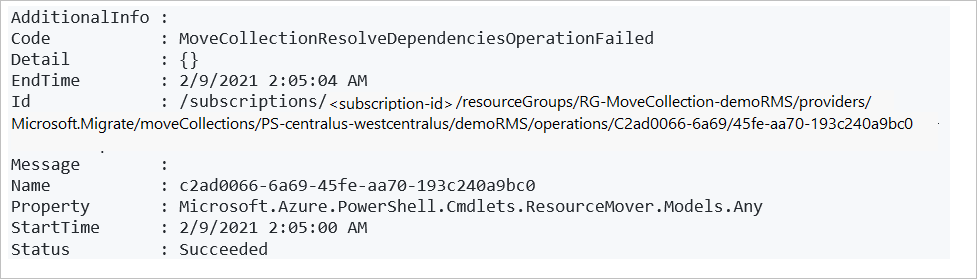 AdditionalInfo :
Code : MoveCollectionResolveDependenciesOperationFailed
Detail : {}
EndTime : 2/9/2021 2:05:04 AM
Id : /subscriptions/<subscription-id>/resourceGroups/RG-MoveCollection-demoRMS/providers/
Microsoft.Migrate/moveCollections/PS-centralus-westcentralus/demoRMS/operations/C2ad0066-6a69/45fe-aa70-193c240a9bc0
Message :
Name : c2ad0066-6a69-45fe-aa70-193c240a9bc0
Property : Microsoft.Azure.PowerShell.Cmdlets.ResourceMover.Models.Any
StartTime : 2/9/2021 2:05:00 AM
Status : Succeeded